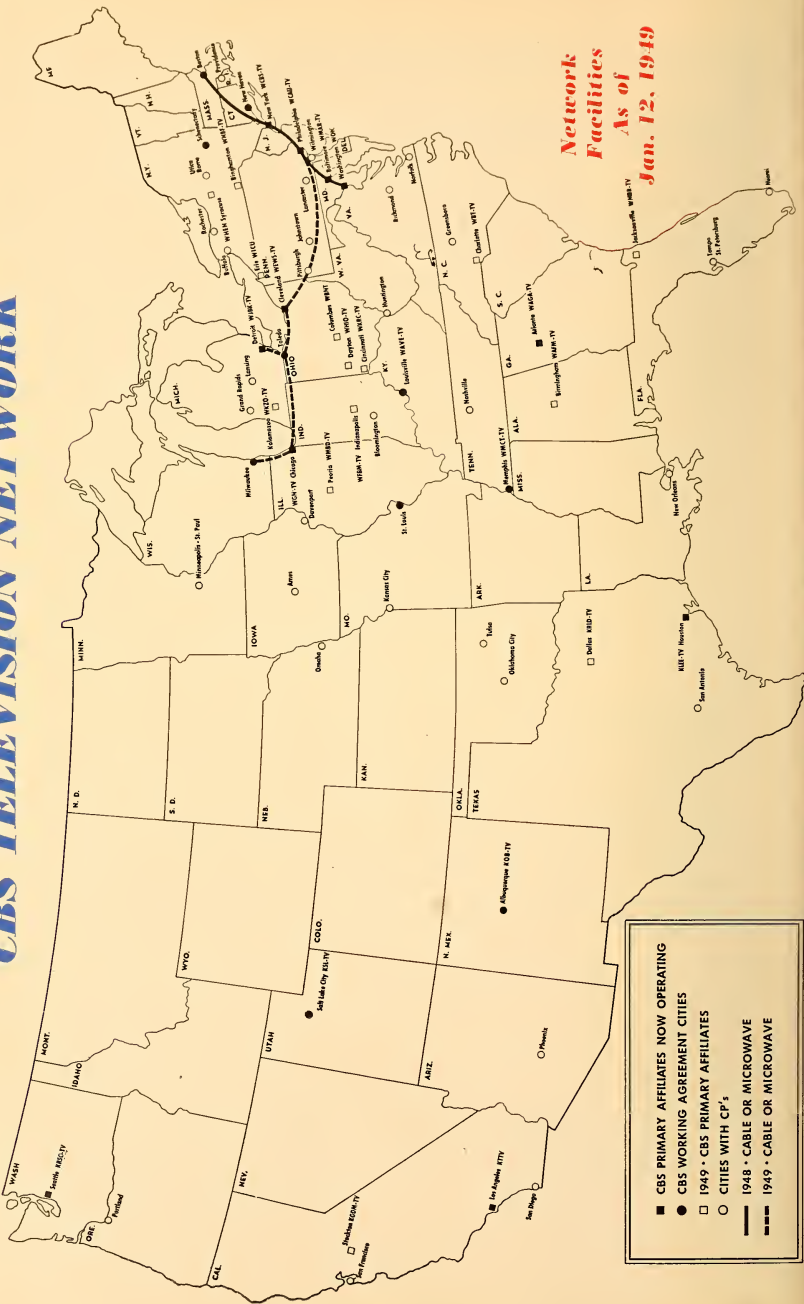 CBS TELEVISION NETWORK
Network
Facilities
As of
Jan. 12, 1949
WASH
Seattle KRSC-TV
ORE.
Portland
CAL.
Stockton KGDM-TV
San Francisco
Los Angeles KTTV
San Diego
NEV.
IDAHO
MONT.
WYO.
UTAH
Salt Lake City KSL-TV
ARIZ.
Phoenix
COLO.
N. MEX.
Albuquerque KOB-TV
N. D.
S. D.
NEB.
Omaha
KAN.
OKLA.
Tulsa
Oklahoma City
TEXAS
Dallas KRLD-TV
KLEE-TV Houston
San Antonio
MINN.
Minneapolis - St. Paul
IOWA
Ames
Davenport
MO.
Kansas City
St. Louis
ARK.
LA.
New Orleans
WIS.
Milwaukee
ILL.
WGN-TV Chicago
Peoria WMBD-TV
MICH.
Grand Rapids
Lansing
Kalamazoo WKZO-TV
Detroit WJBK-TV
IND.
WFBM-TV Indianapolis
Bloomington
OHIO
Toledo
Cleveland WEWS-TV
Columbus WBNT
Dayton WHIO-TV
Cincinnati WKRC-TV
KY.
Louisville WAVE-TV
TENN.
Nashville
Memphis WMCT-TV
MISS.
ALA.
Birmingham WAFM-TV
GA.
Atlanta WAGA-TV
FLA.
Jacksonville WMBR-TV
Tampa
St. Petersburg
Miami
S. C.
N. C.
Greensboro
Charlotte WBT-TV
VA.
Richmond
Norfolk
W. VA.
Huntington
PENN.
Erie WICU
Pittsburgh
Johnstown
Lancaster
Philadelphia WCAU-TV
Wilmington
MD.
Baltimore WMAR-TV
Washington WOIC
DEL.
N. J.
New York WCBS-TV
N.Y.
Buffalo
Rochester
WHEN Syracuse
Utica
Rome
Binghamton WNBF-TV
Schenectady
CT
New Haven
R. I.
Providence
MASS.
Boston
VT.
N.H.
ME.
CBS PRIMARY AFFILIATES NOW OPERATING
CBS WORKING AGREEMENT CITIES
1949 • CBS PRIMARY AFFILIATES
CITIES WITH CP's
1948 • CABLE OR MICROWAVE
1949 • CABLE OR MICROWAVE